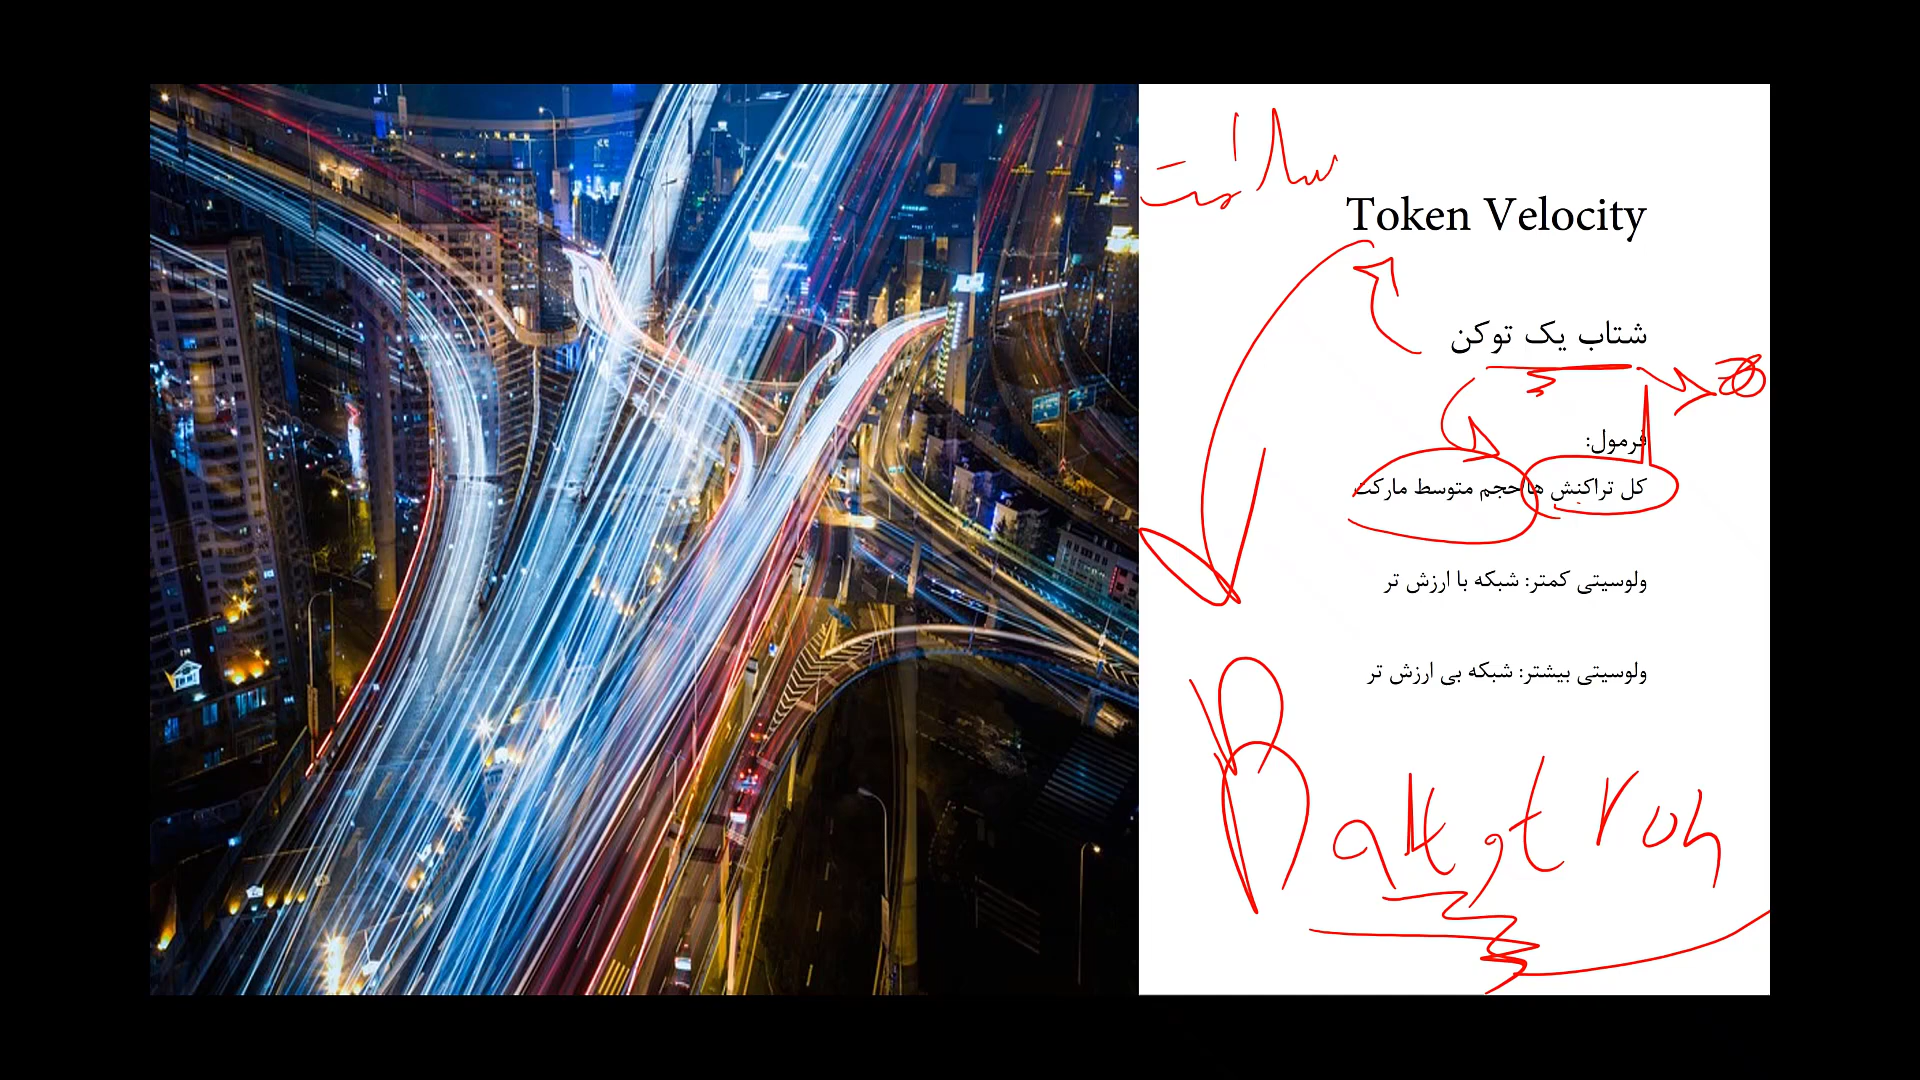 سلامت
Token Velocity
شتاب یک توکن
فرمول:
کل تراکنش ها/حجم متوسط مارکت
ولوسیتی کمتر: شبکه با ارزش تر
ولوسیتی بیشتر: شبکه بی ارزش تر